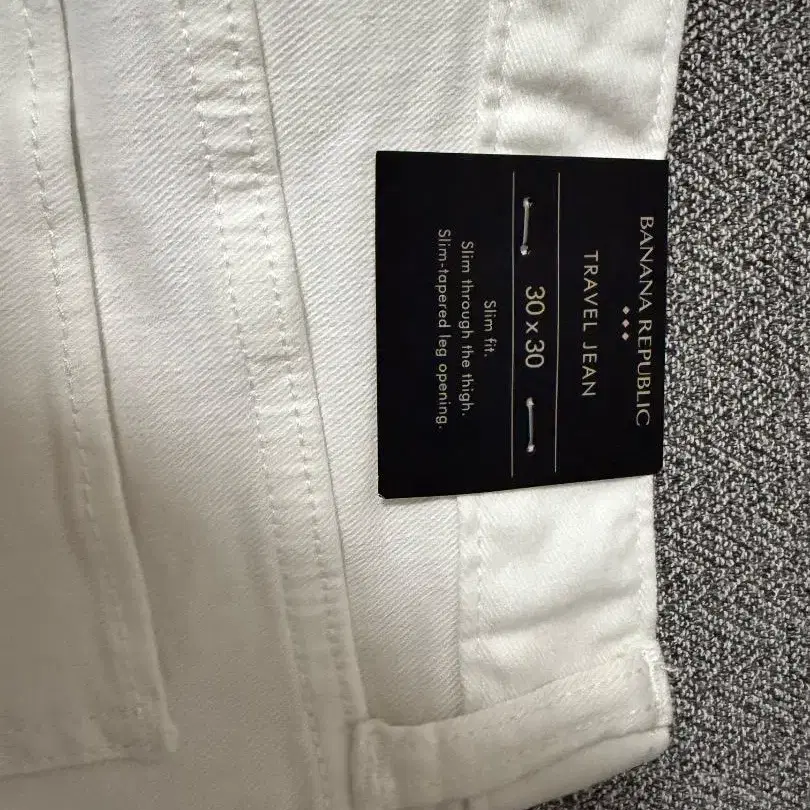 BANANA REPUBLIC
TRAVEL JEAN
30 x 30
Slim fit.
Slim through the thigh.
Slim-tapered leg opening.